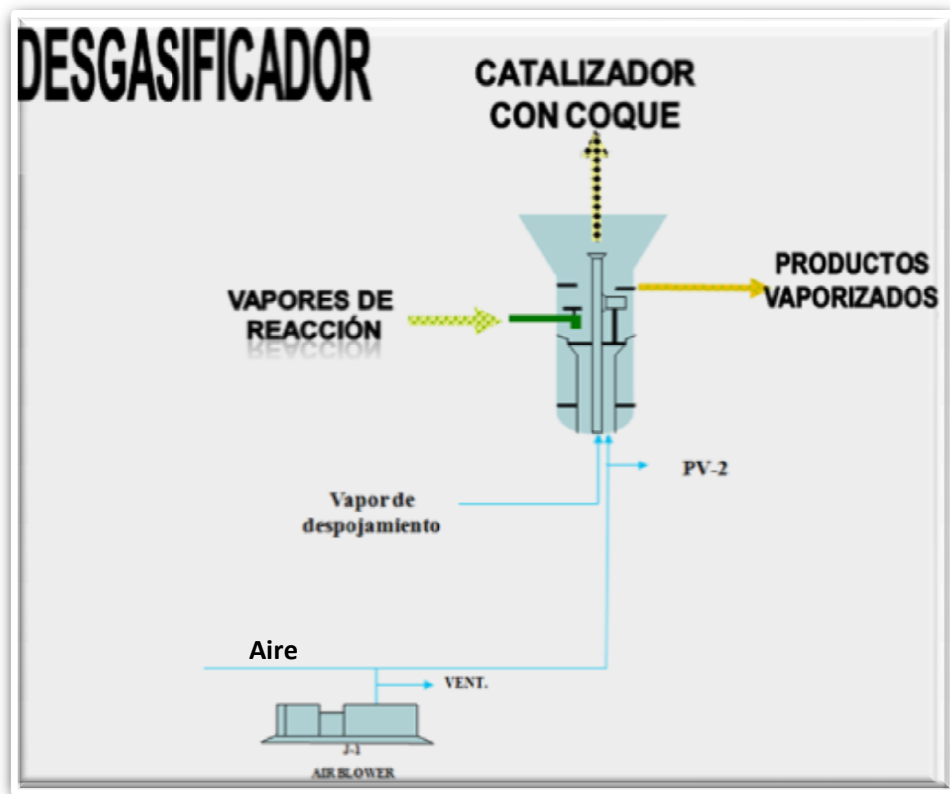 DESGASIFICADOR
CATALIZADOR
CON COQUE
PRODUCTOS
VAPORIZADOS
VAPORES DE
REACCIÓN
PV-2
Vapor de
despojamiento
Aire
VENT.
J-1
AIR BLOWER